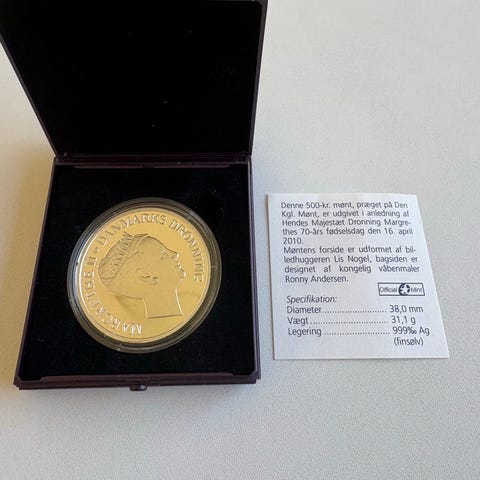 MARGRETHE II · DANMARKS DRONNING
Denne 500-kr. mønt, præget på Den
Kgl. Mønt, er udgivet i anledning af
Hendes Majestæt Dronning Margre-
thes 70-års fødselsdag den 16. april
2010.
Møntens forside er udformet af bil-
ledhuggeren Lis Nogel, bagsiden er
designet af kongelig våbenmaler
Ronny Andersen.
Official Mint
Specifikation:
Diameter....................... 38,0 mm
Vægt ............................ 31,1 g
Legering ....................... 999‰ Ag
(finsølv)